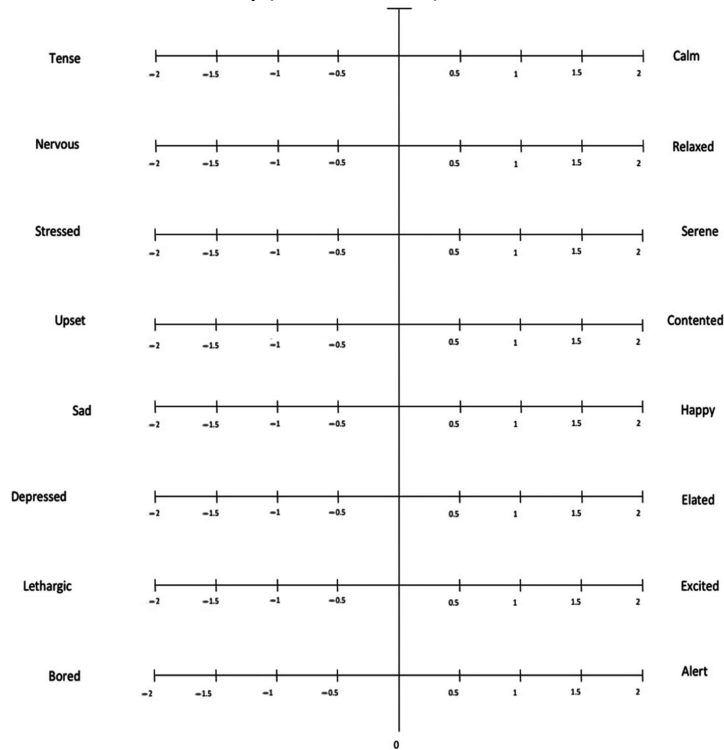 Tense Calm
−2 −1.5 −1 −0.5 0.5 1 1.5 2
Nervous Relaxed
−2 −1.5 −1 −0.5 0.5 1 1.5 2
Stressed Serene
−2 −1.5 −1 −0.5 0.5 1 1.5 2
Upset Contented
−2 −1.5 −1 −0.5 0.5 1 1.5 2
Sad Happy
−2 −1.5 −1 −0.5 0.5 1 1.5 2
Depressed Elated
−2 −1.5 −1 −0.5 0.5 1 1.5 2
Lethargic Excited
−2 −1.5 −1 −0.5 0.5 1 1.5 2
Bored Alert
−2 −1.5 −1 −0.5 0.5 1 1.5 2
0